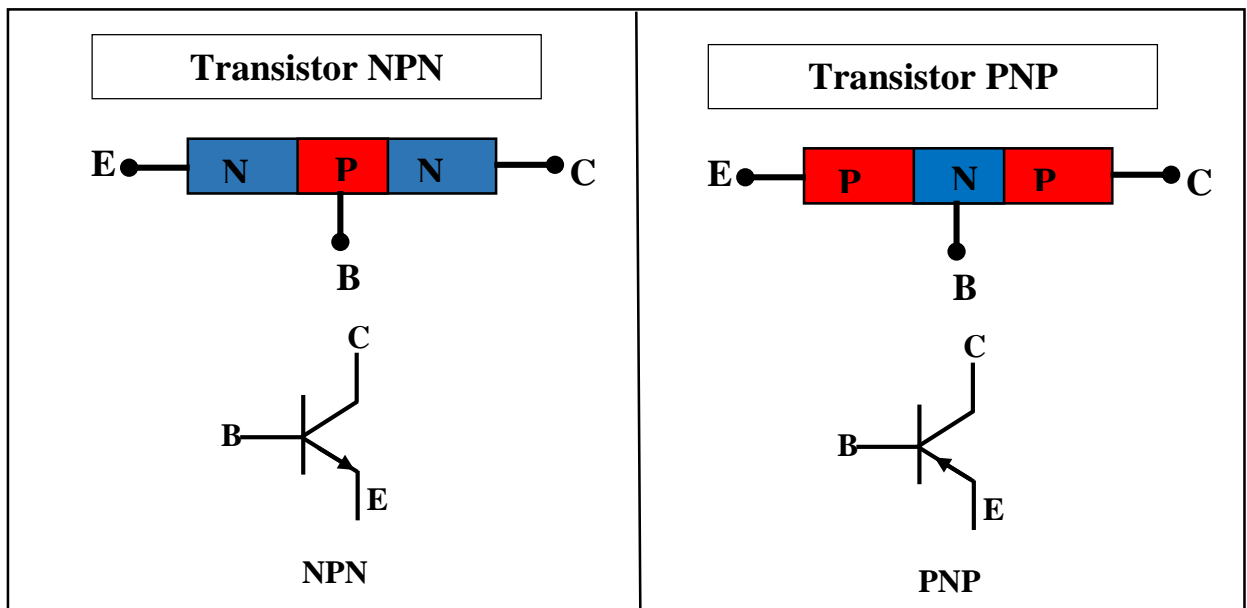 Transistor NPN
E N P N C
B
C
B
E
NPN
Transistor PNP
E P N P C
B
C
B
E
PNP